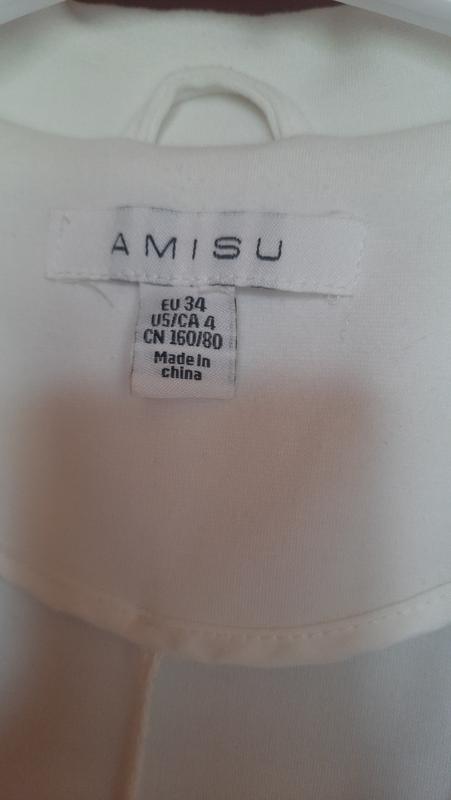 AMISU
EU 34
US/CA 4
CN 160/80
Made In
china